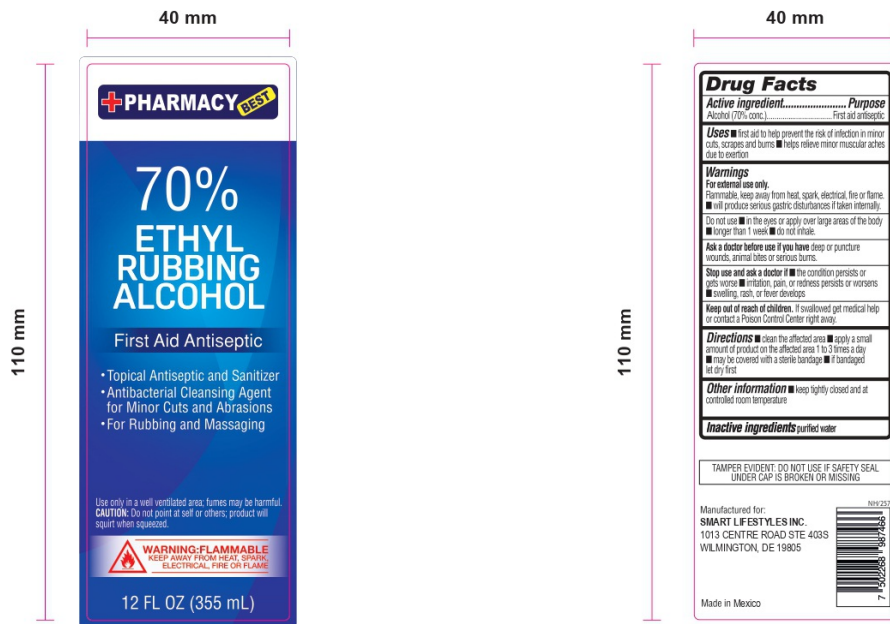 40 mm
110 mm
PHARMACY BEST
70%
ETHYL
RUBBING
ALCOHOL
First Aid Antiseptic
• Topical Antiseptic and Sanitizer
• Antibacterial Cleansing Agent
for Minor Cuts and Abrasions
• For Rubbing and Massaging
Use only in a well ventilated area; fumes may be harmful.
CAUTION: Do not point at self or others; product will
squirt when squeezed.
WARNING:FLAMMABLE
KEEP AWAY FROM HEAT, SPARK,
ELECTRICAL, FIRE OR FLAME
12 FL OZ (355 mL)
40 mm
110 mm
Drug Facts
Active ingredient....................... Purpose
Alcohol (70% conc.)............................... First aid antiseptic
Uses ■ first aid to help prevent the risk of infection in minor
cuts, scrapes and burns ■ helps relieve minor muscular aches
due to exertion
Warnings
For external use only.
Flammable, keep away from heat, spark, electrical, fire or flame.
■ will produce serious gastric disturbances if taken internally.
Do not use ■ in the eyes or apply over large areas of the body
■ longer than 1 week ■ do not inhale.
Ask a doctor before use if you have deep or puncture
wounds, animal bites or serious burns.
Stop use and ask a doctor if ■ the condition persists or
gets worse ■ irritation, pain, or redness persists or worsens
■ swelling, rash, or fever develops
Keep out of reach of children. If swallowed get medical help
or contact a Poison Control Center right away.
Directions ■ clean the affected area ■ apply a small
amount of product on the affected area 1 to 3 times a day
■ may be covered with a sterile bandage ■ if bandaged
let dry first
Other information ■ keep tightly closed and at
controlled room temperature
Inactive ingredients purified water
TAMPER EVIDENT: DO NOT USE IF SAFETY SEAL
UNDER CAP IS BROKEN OR MISSING
Manufactured for:
SMART LIFESTYLES INC.
1013 CENTRE ROAD STE 403S
WILMINGTON, DE 19805
Made in Mexico
NH/257
7 502268 987466